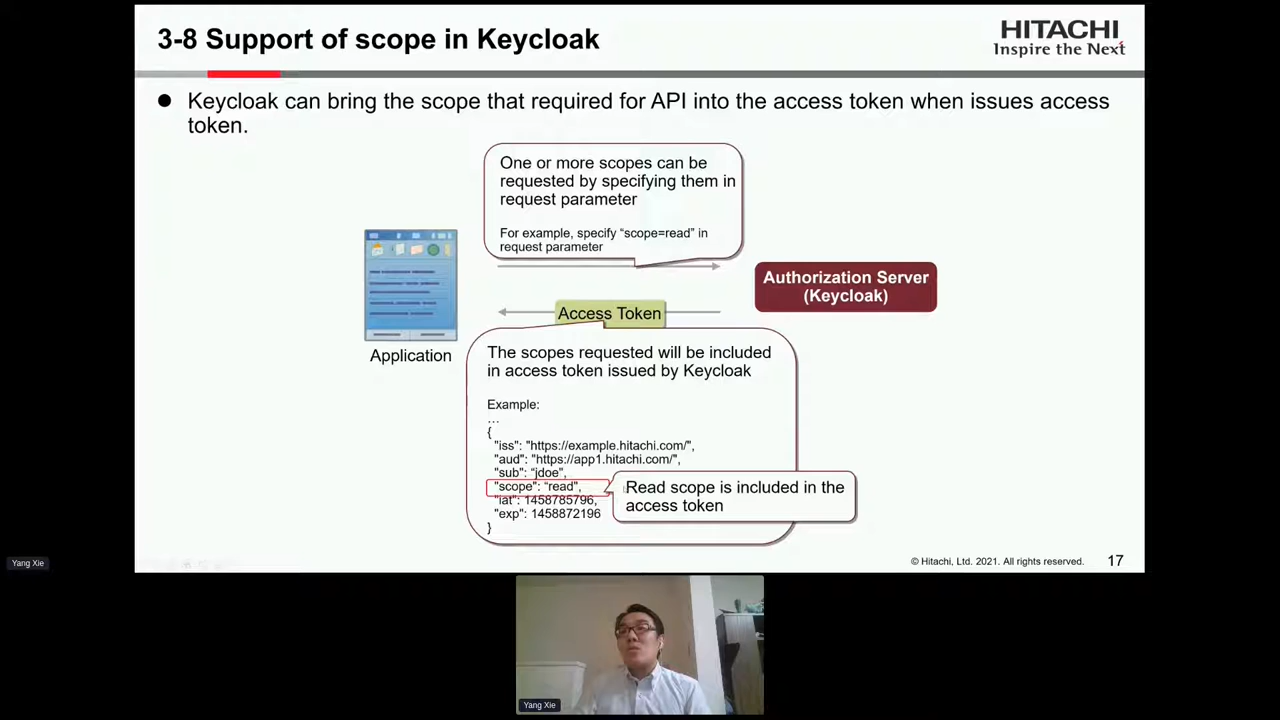 3-8 Support of scope in Keycloak
HITACHI
Inspire the Next
● Keycloak can bring the scope that required for API into the access token when issues access
token.
One or more scopes can be
requested by specifying them in
request parameter
For example, specify “scope=read” in
request parameter
Authorization Server
(Keycloak)
Access Token
Application
The scopes requested will be included
in access token issued by Keycloak
Example:
…
{
"iss": "https://example.hitachi.com/",
"aud": "https://app1.hitachi.com/",
"sub": “jdoe",
"scope": “read",
"iat": 1458785796,
"exp": 1458872196
}
Read scope is included in the
access token
© Hitachi, Ltd. 2021. All rights reserved.
17
Yang Xie
Yang Xie